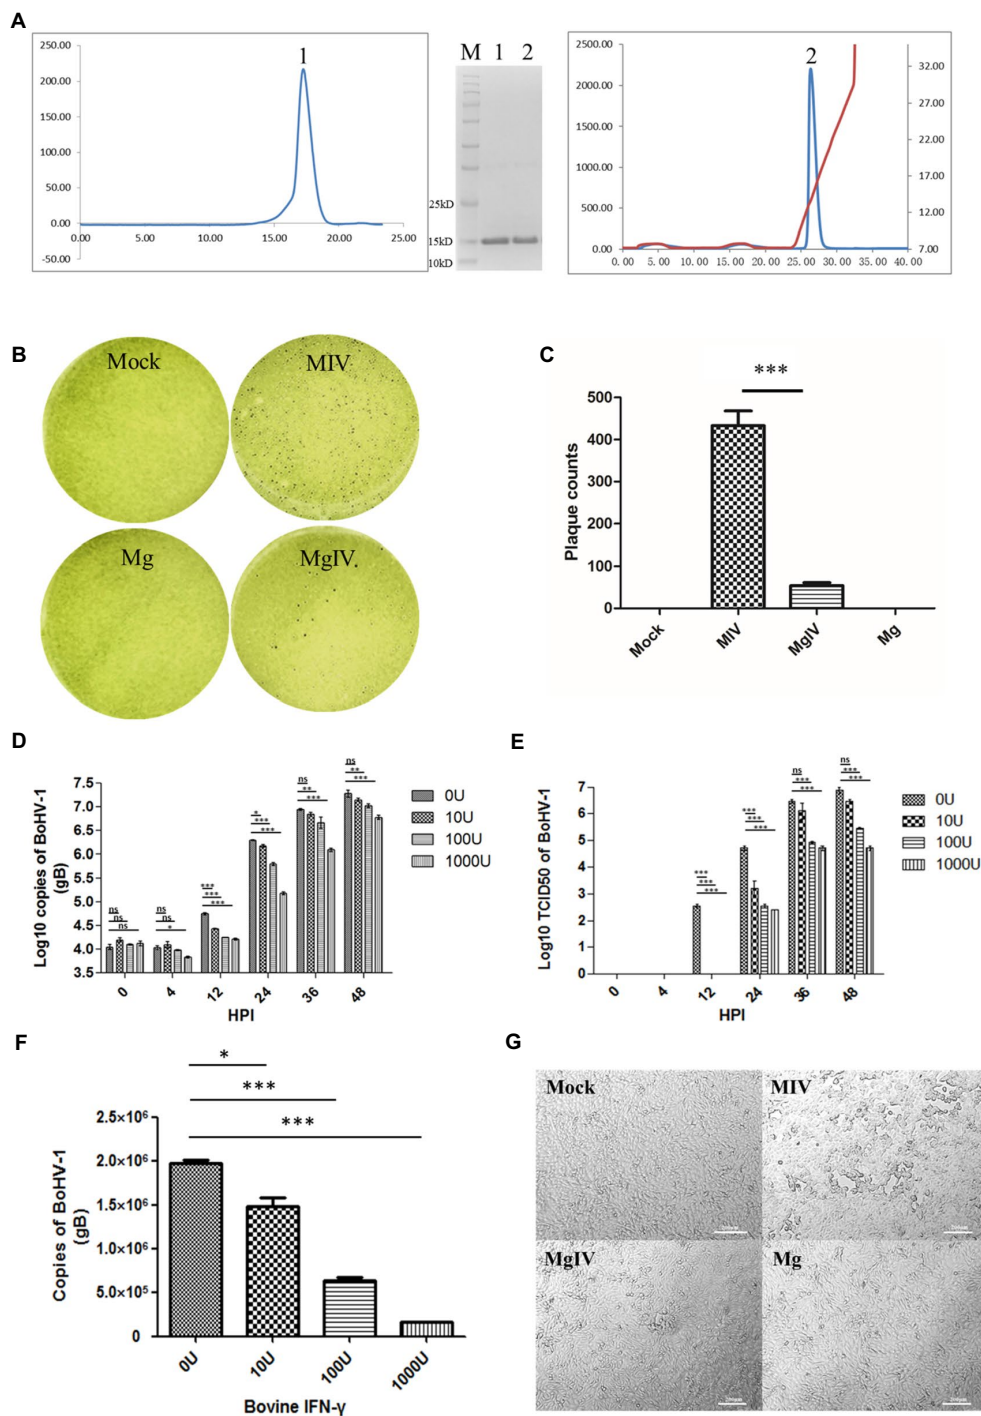 A
1
250.00
200.00
150.00
100.00
50.00
0.00
-50.00
0.00 5.00 10.00 15.00 20.00 25.00
M 1 2
25kD
15kD
10kD
2
2500.00
2000.00
1500.00
1000.00
500.00
0.00
32.00
27.00
22.00
17.00
12.00
7.00
0.00 5.00 10.00 15.00 20.00 25.00 30.00 35.00 40.00
B
Mock
MIV
Mg
MgIV
C
***
Plaque counts
500
400
300
200
100
0
Mock MIV MgIV Mg
D
Log10 copies of BoHV-1
(gB)
7.5
7.0
6.5
6.0
5.5
5.0
4.5
4.0
3.5
ns
ns
ns
ns
ns
*
***
***
***
*
***
***
ns
**
***
ns
**
***
0 4 12 24 36 48
HPI
0U
10U
100U
1000U
E
Log10 TCID50 of BoHV-1
7
6
5
4
3
2
1
0
***
***
***
***
***
***
ns
***
***
ns
***
***
0 4 12 24 36 48
HPI
0U
10U
100U
1000U
F
*
***
***
Copies of BoHV-1
(gB)
2.0×10⁶
1.5×10⁶
1.0×10⁶
5.0×10⁵
0
0U 10U 100U 1000U
Bovine IFN-γ
G
Mock
MIV
MgIV
Mg